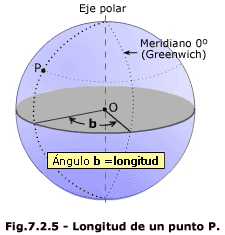 Eje polar
Meridiano 0º
(Greenwich)
P
O
b
Ángulo b =longitud
Fig.7.2.5 - Longitud de un punto P.